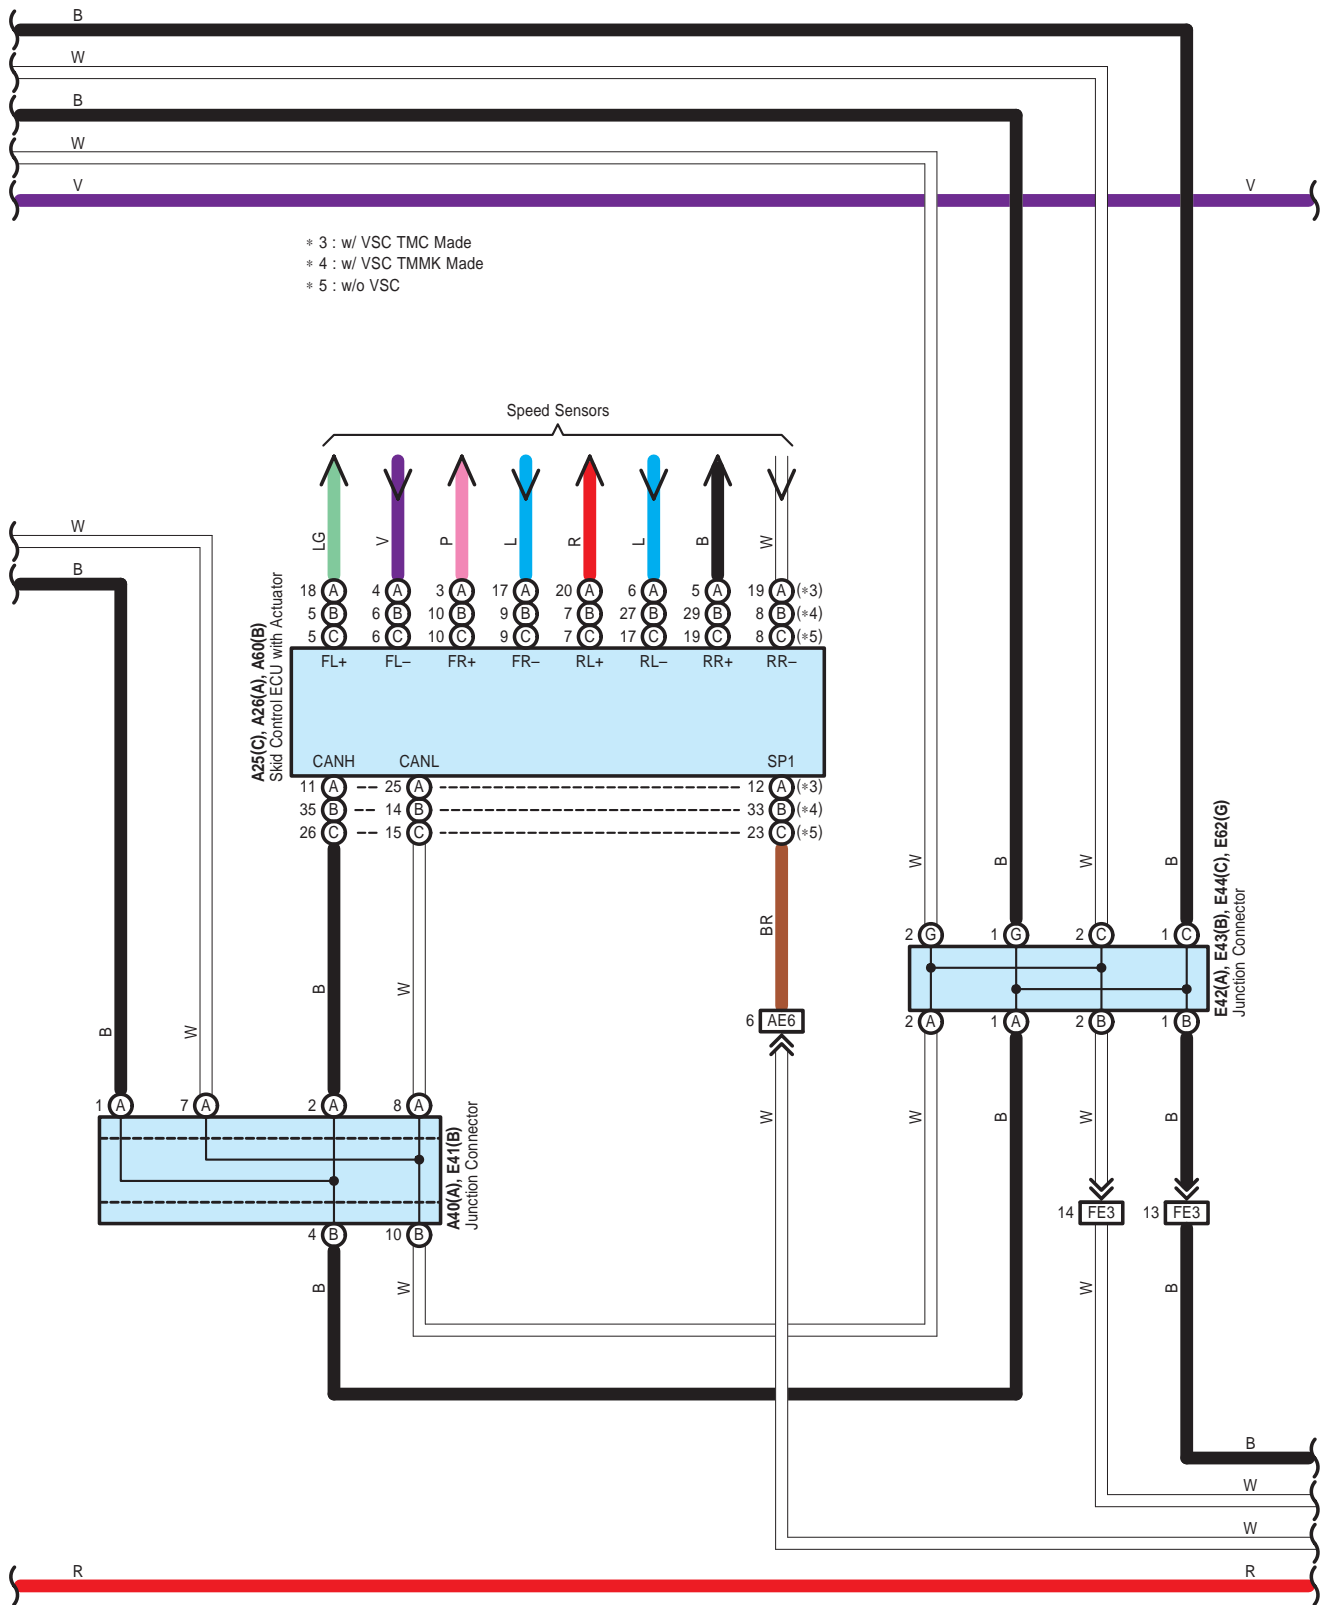 B
W
B
W
V V
* 3 : w/ VSC TMC Made
* 4 : w/ VSC TMMK Made
* 5 : w/o VSC
Speed Sensors
W
B
LG V P L R L B W
18 A 4 A 3 A 17 A 20 A 6 A 5 A 19 A (*3)
5 B 6 B 10 B 9 B 7 B 27 B 29 B 8 B (*4)
5 C 6 C 10 C 9 C 7 C 17 C 19 C 8 C (*5)
FL+ FL– FR+ FR– RL+ RL– RR+ RR–
A25(C), A26(A), A60(B)
Skid Control ECU with Actuator
CANH CANL SP1
11 A 25 A 12 A (*3)
35 B 14 B 33 B (*4)
26 C 15 C 23 C (*5)
W B W B
BR
2 G 1 G 2 C 1 C
E42(A), E43(B), E44(C), E62(G)
Junction Connector
B W
2 A 1 A 2 B 1 B
6 AE6
B W
1 A 7 A 2 A 8 A
W W B W B
A40(A), E41(B)
Junction Connector
14 FE3 13 FE3
4 B 10 B
B W W B
B
W
W
R R